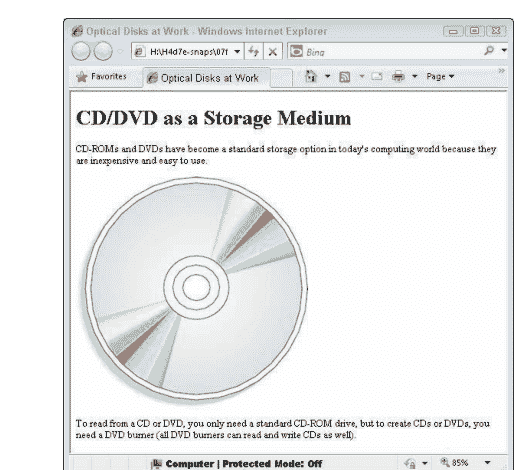 Optical Disks at Work - Windows Internet Explorer
H:\H4d7e-snaps\07f
Bing
Favorites
Optical Disks at Work
Page
CD/DVD as a Storage Medium
CD-ROMs and DVDs have become a standard storage option in today's computing world because they
are inexpensive and easy to use.
To read from a CD or DVD, you only need a standard CD-ROM drive, but to create CDs or DVDs, you
need a DVD burner (all DVD burners can read and write CDs as well).
Computer | Protected Mode: Off
85%